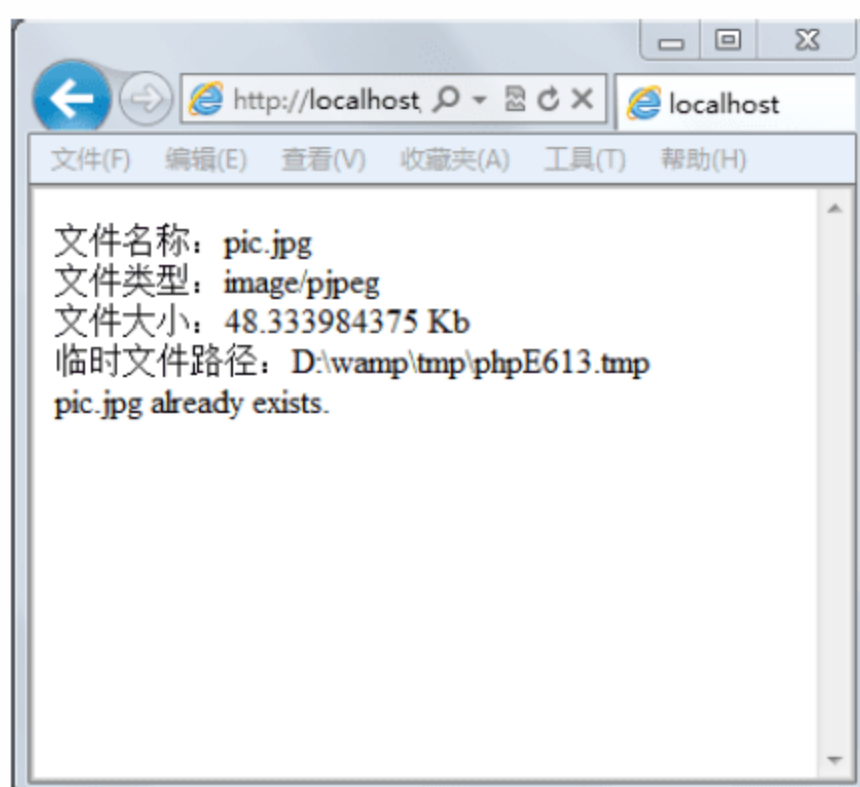 http://localhost
localhost
文件(F) 编辑(E) 查看(V) 收藏夹(A) 工具(T) 帮助(H)
文件名称：pic.jpg
文件类型：image/pjpeg
文件大小：48.333984375 Kb
临时文件路径：D:\wamp\tmp\phpE613.tmp
pic.jpg already exists.